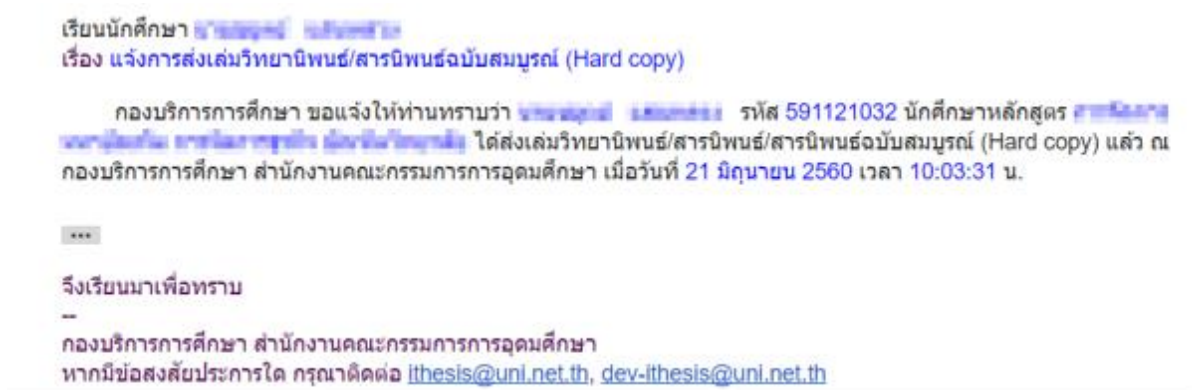 เรียนนักศึกษา
เรื่อง แจ้งการส่งเล่มวิทยานิพนธ์/สารนิพนธ์ฉบับสมบูรณ์ (Hard copy)
กองบริการการศึกษา ขอแจ้งให้ท่านทราบว่า รหัส 591121032 นักศึกษาหลักสูตร
ได้ส่งเล่มวิทยานิพนธ์/สารนิพนธ์/สารนิพนธ์ฉบับสมบูรณ์ (Hard copy) แล้ว ณ
กองบริการการศึกษา สำนักงานคณะกรรมการการอุดมศึกษา เมื่อวันที่ 21 มิถุนายน 2560 เวลา 10:03:31 น.
...
จึงเรียนมาเพื่อทราบ
--
กองบริการการศึกษา สำนักงานคณะกรรมการการอุดมศึกษา
หากมีข้อสงสัยประการใด กรุณาติดต่อ ithesis@uni.net.th, dev-ithesis@uni.net.th